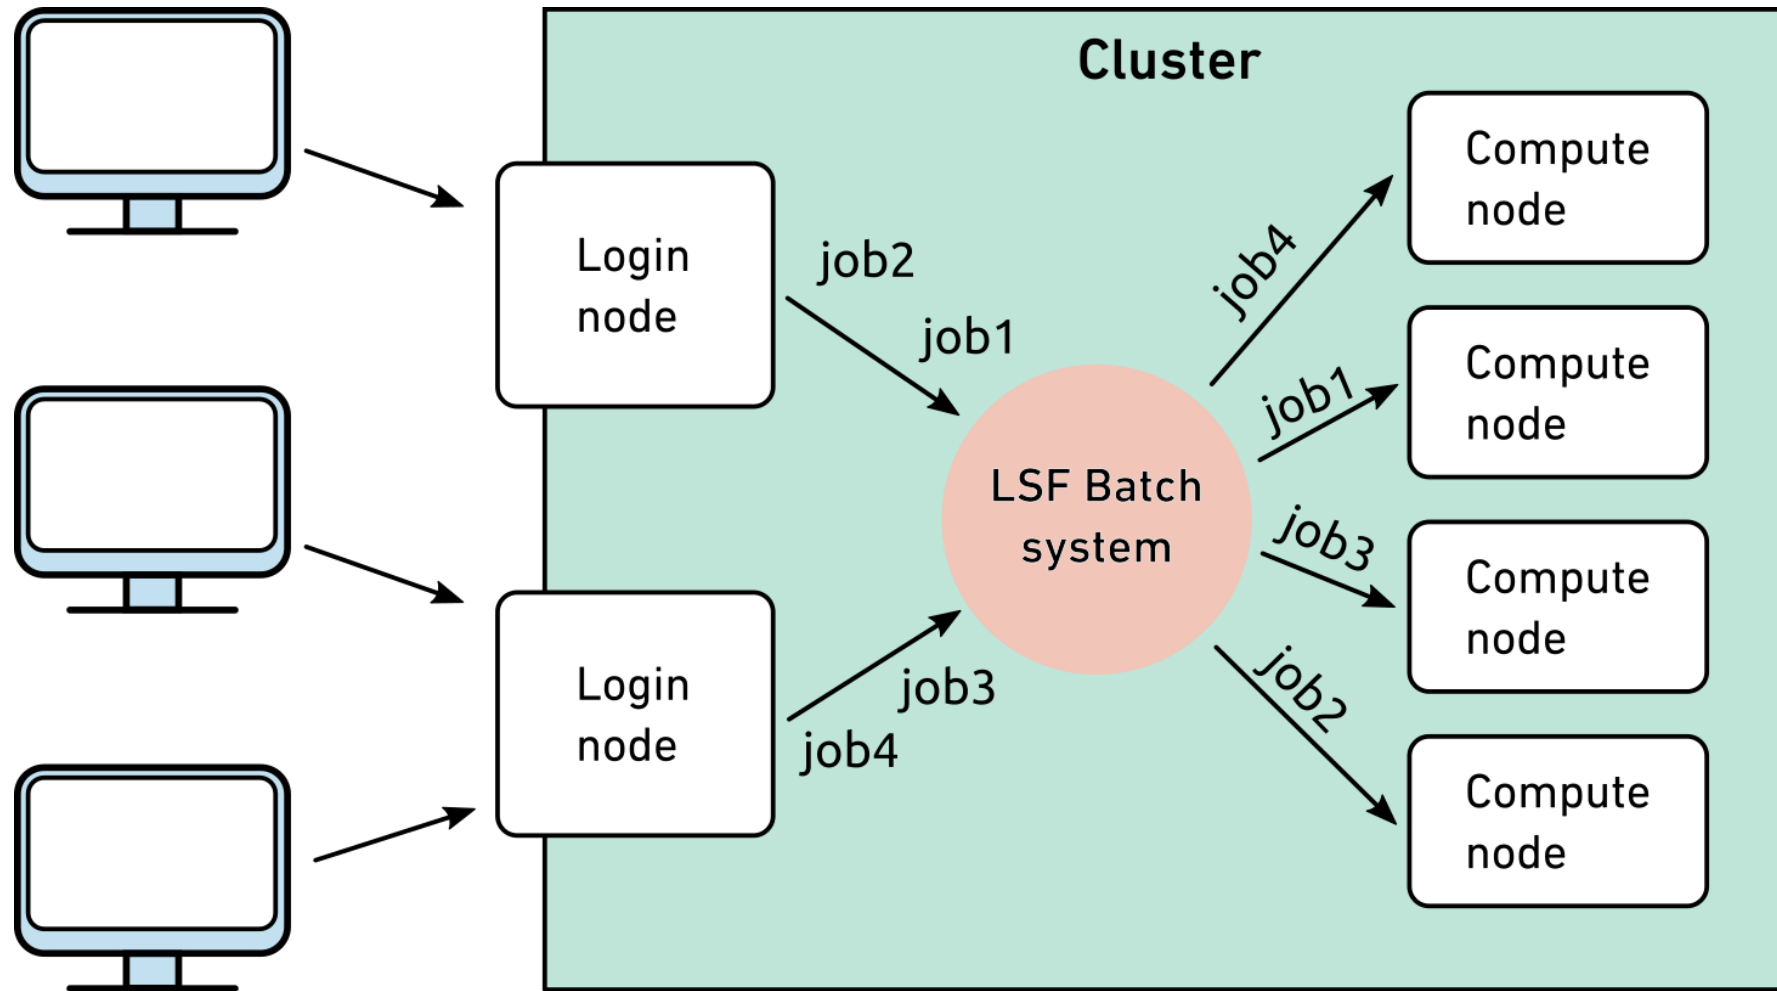 Cluster
Login
node
job2
job1
Login
node
job3
job4
LSF Batch
system
job4
job1
job3
job2
Compute
node
Compute
node
Compute
node
Compute
node